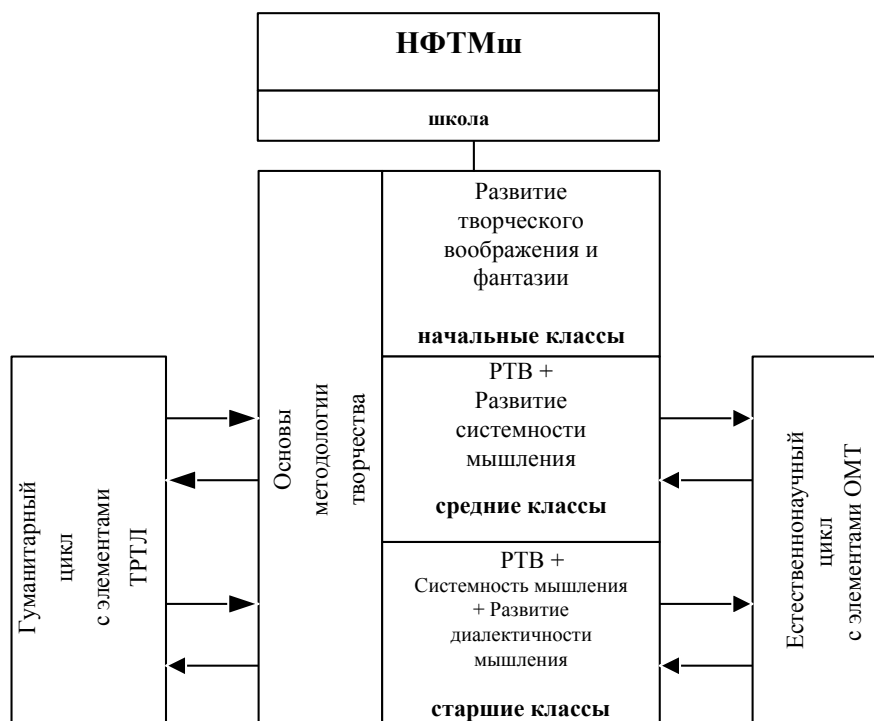 НФТМш
школа
Развитие
творческого
воображения и
фантазии
начальные классы
Основы
методологии
творчества
РТВ +
Развитие
системности
мышления
средние классы
РТВ +
Системность мышления
+ Развитие
диалектичности
мышления
старшие классы
Гуманитарный
цикл
с элементами
ТРТЛ
Естественнонаучный
цикл
с элементами ОМТ